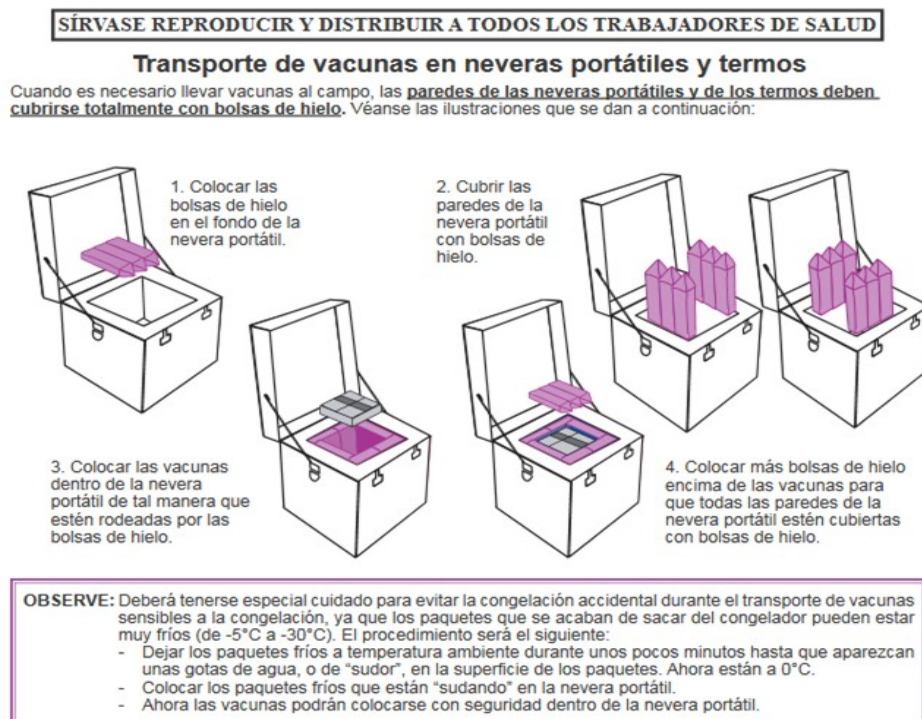 SÍRVASE REPRODUCIR Y DISTRIBUIR A TODOS LOS TRABAJADORES DE SALUD
Transporte de vacunas en neveras portátiles y termos
Cuando es necesario llevar vacunas al campo, las paredes de las neveras portátiles y de los termos deben
cubrirse totalmente con bolsas de hielo. Véanse las ilustraciones que se dan a continuación:
1. Colocar las
bolsas de hielo
en el fondo de la
nevera portátil.
2. Cubrir las
paredes de la
nevera portátil
con bolsas de
hielo.
3. Colocar las vacunas
dentro de la nevera
portátil de tal manera que
estén rodeadas por las
bolsas de hielo.
4. Colocar más bolsas de hielo
encima de las vacunas para
que todas las paredes de la
nevera portátil estén cubiertas
con bolsas de hielo.
OBSERVE: Deberá tenerse especial cuidado para evitar la congelación accidental durante el transporte de vacunas
sensibles a la congelación, ya que los paquetes que se acaban de sacar del congelador pueden estar
muy fríos (de -5°C a -30°C). El procedimiento será el siguiente:
- Dejar los paquetes fríos a temperatura ambiente durante unos pocos minutos hasta que aparezcan
unas gotas de agua, o de “sudor”, en la superficie de los paquetes. Ahora están a 0°C.
- Colocar los paquetes fríos que están “sudando” en la nevera portátil.
- Ahora las vacunas podrán colocarse con seguridad dentro de la nevera portátil.